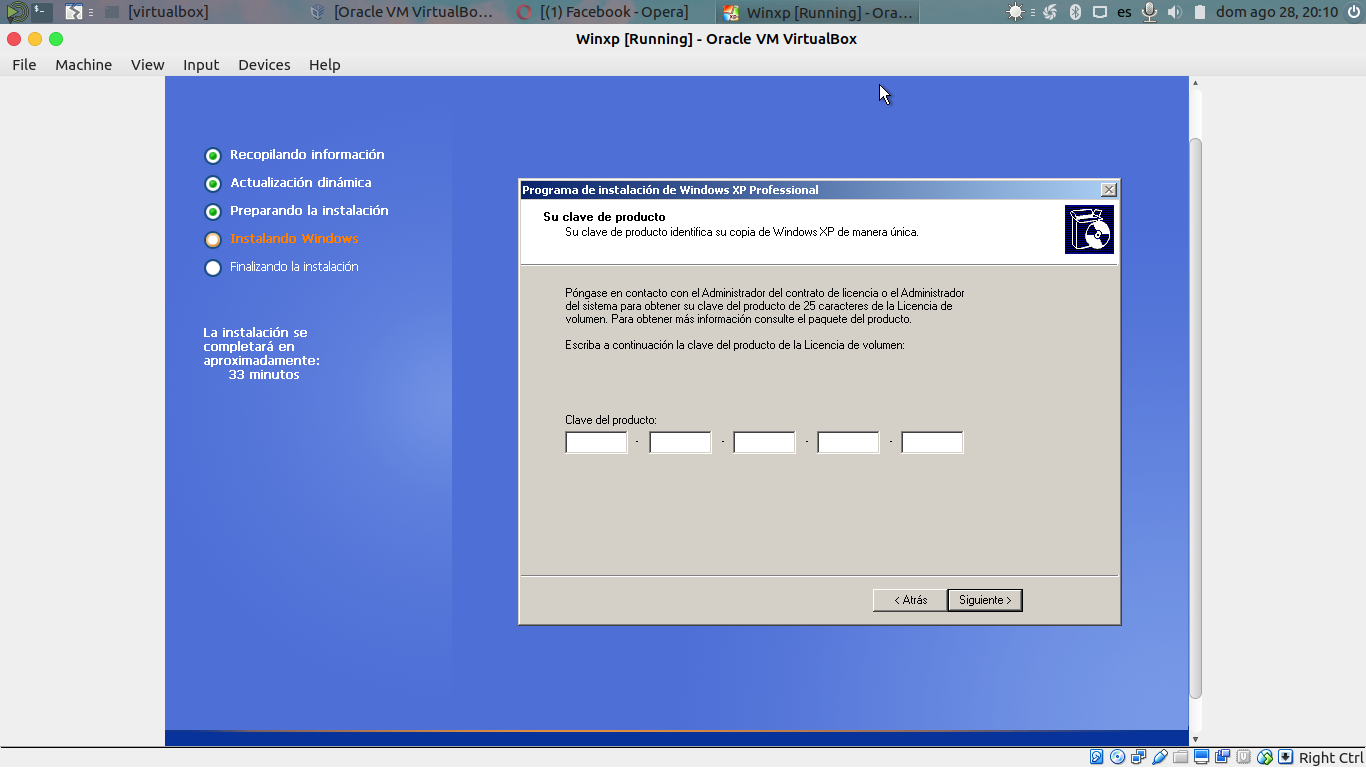 [virtualbox]
[Oracle VM VirtualBo...
[(1) Facebook - Opera]
Winxp [Running] - Ora...
es
dom ago 28, 20:10
Winxp [Running] - Oracle VM VirtualBox
File Machine View Input Devices Help
Recopilando información
Actualización dinámica
Preparando la instalación
Instalando Windows
Finalizando la instalación
La instalación se
completará en
aproximadamente:
33 minutos
Programa de instalación de Windows XP Professional
Su clave de producto
Su clave de producto identifica su copia de Windows XP de manera única.
Póngase en contacto con el Administrador del contrato de licencia o el Administrador
del sistema para obtener su clave del producto de 25 caracteres de la Licencia de
volumen. Para obtener más información consulte el paquete del producto.
Escriba a continuación la clave del producto de la Licencia de volumen:
Clave del producto:
- - - -
< Atrás
Siguiente >
Right Ctrl